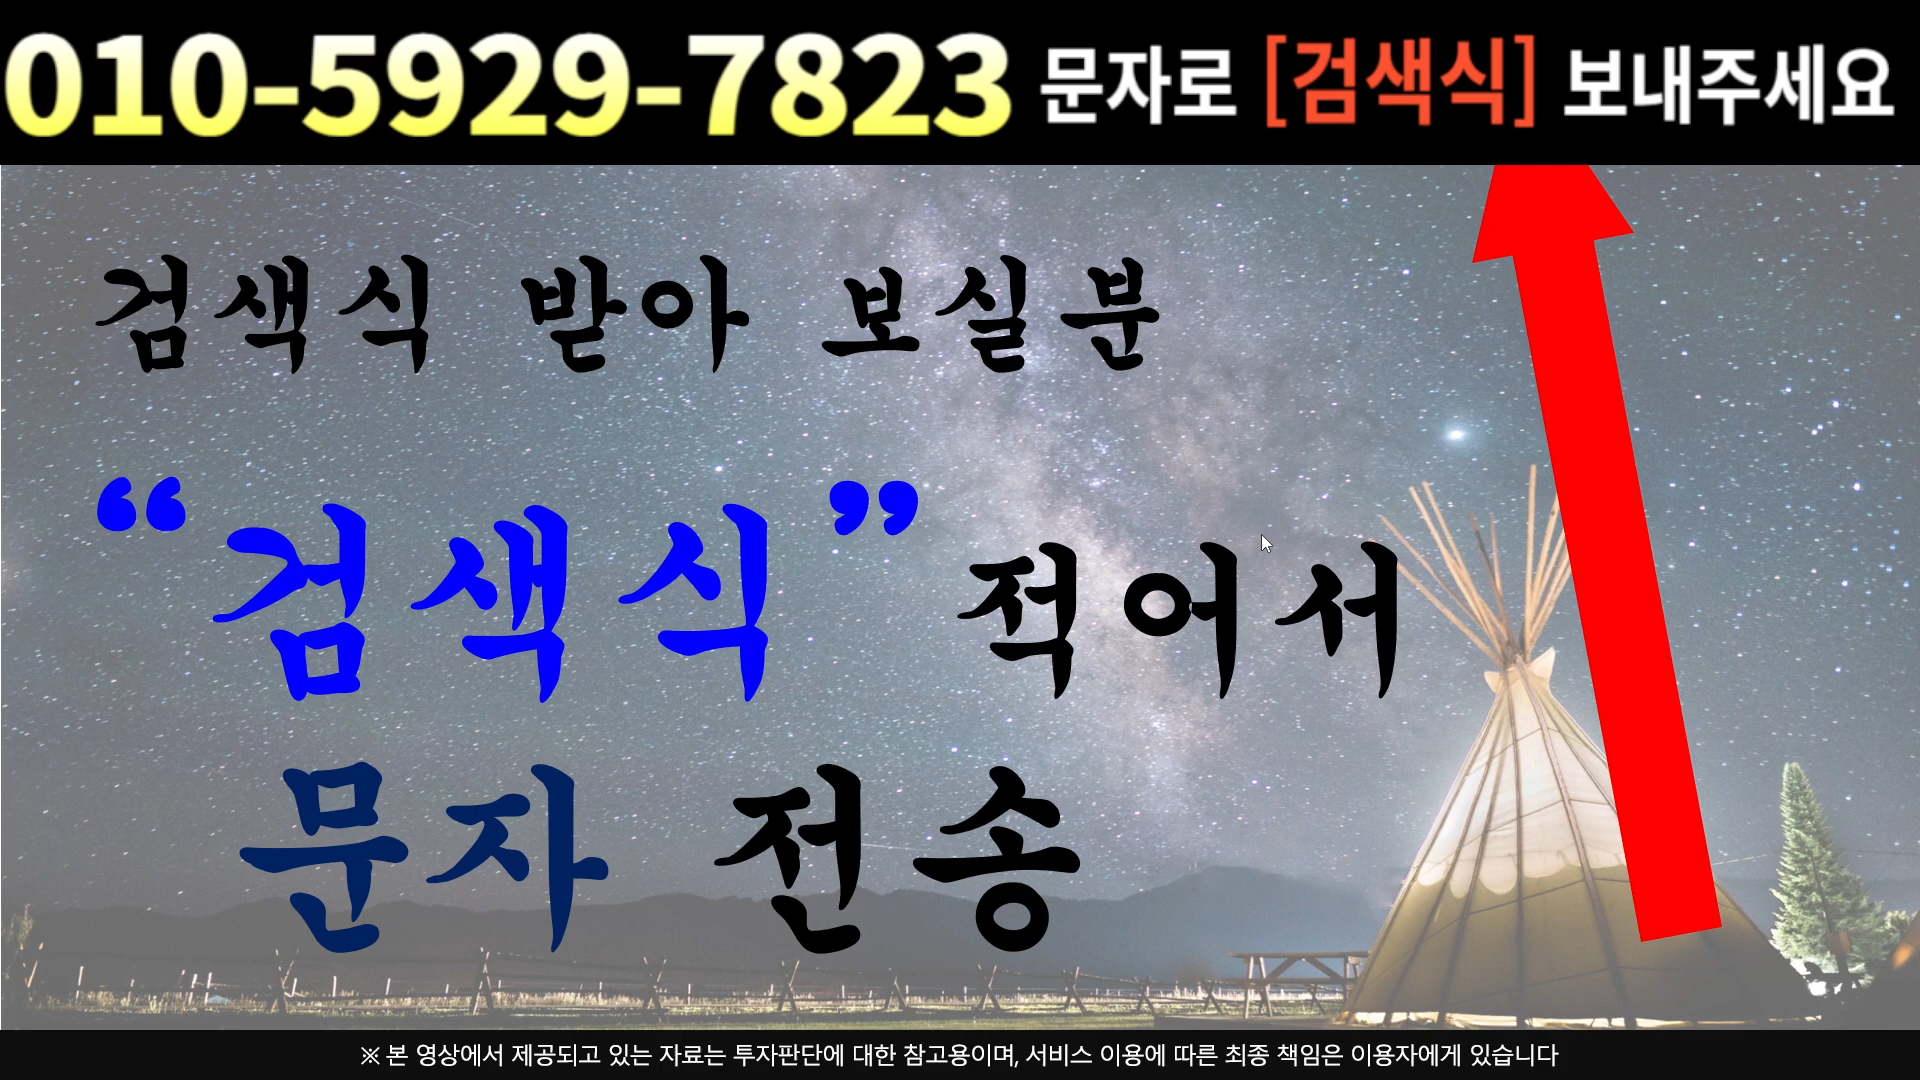 010-5929-7823 문자로 [검색식] 보내주세요
검색식 받아 보실분
“검색식” 적어서
문자 전송
※ 본 영상에서 제공되고 있는 자료는 투자판단에 대한 참고용이며, 서비스 이용에 따른 최종 책임은 이용자에게 있습니다